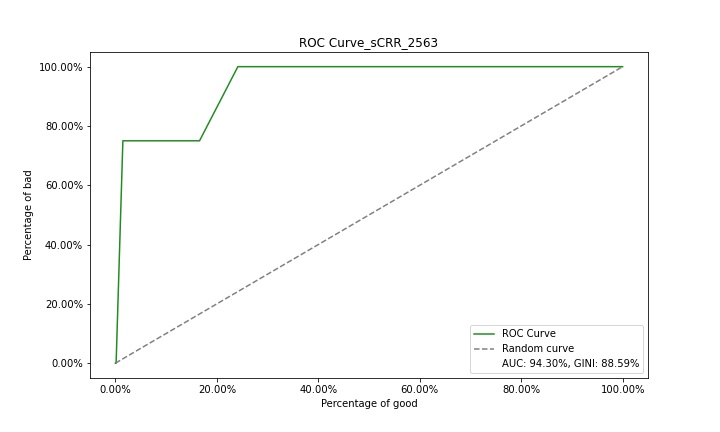 ROC Curve_sCRR_2563
100.00%
80.00%
60.00%
40.00%
20.00%
0.00%
Percentage of bad
ROC Curve
Random curve
AUC: 94.30%, GINI: 88.59%
0.00% 20.00% 40.00% 60.00% 80.00% 100.00%
Percentage of good